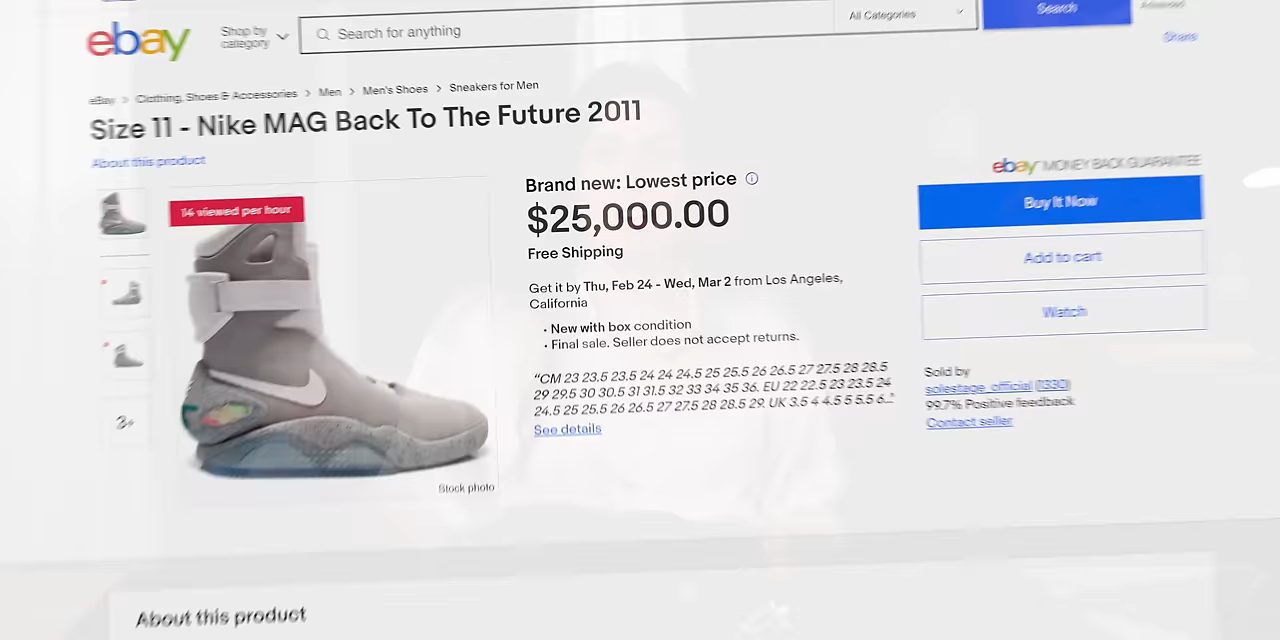 ebay
Shop by
category
Search for anything
All Categories
Search
Advanced
Share
eBay > Clothing, Shoes & Accessories > Men > Men's Shoes > Sneakers for Men
Size 11 - Nike MAG Back To The Future 2011
About this product
14 viewed per hour
3+
Stock photo
Brand new: Lowest price
$25,000.00
Free Shipping
Get it by Thu, Feb 24 - Wed, Mar 2 from Los Angeles,
California
• New with box condition
• Final sale. Seller does not accept returns.
"CM 23 23.5 23.5 24 24 24.5 25 25.5 26 26.5 27 27.5 28 28.5
29 29.5 30 30.5 31 31.5 32 33 34 35 36. EU 22 22.5 23 23.5 24
24.5 25 25.5 26 26.5 27 27.5 28 28.5 29. UK 3.5 4 4.5 5 5.5 6..."
See details
ebay MONEY BACK GUARANTEE
Buy It Now
Add to cart
Watch
Sold by
solestage_official (1330)
99.7% Positive feedback
Contact seller
About this product